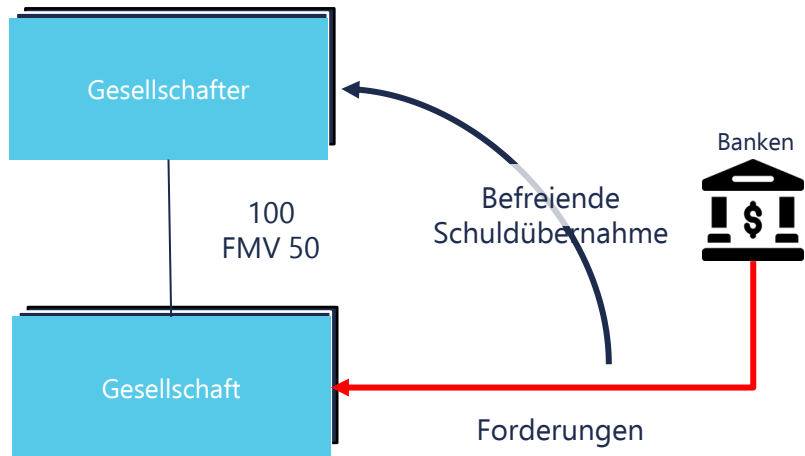 Gesellschafter
Banken
$
100
FMV 50
Befreiende
Schuldübernahme
Gesellschaft
Forderungen